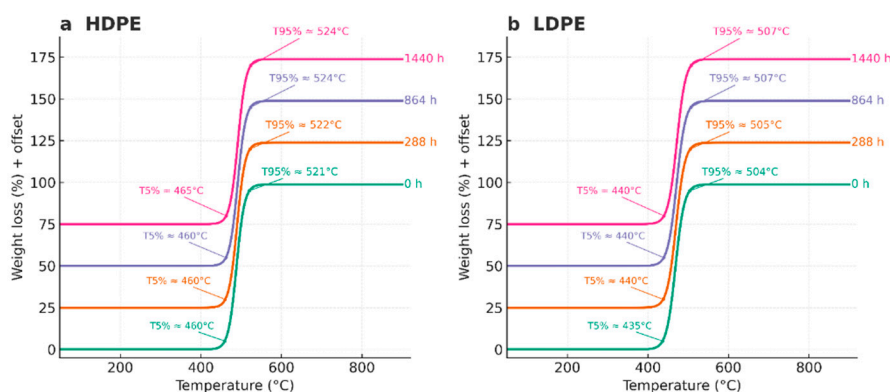 a HDPE
T95% ≈ 524°C
1440 h
T95% ≈ 524°C
864 h
T95% ≈ 522°C
288 h
T95% ≈ 521°C
0 h
T5% ≈ 465°C
T5% ≈ 460°C
T5% ≈ 460°C
T5% ≈ 460°C
175
150
125
100
75
50
25
0
Weight loss (%) + offset
200
400
600
800
Temperature (°C)
b LDPE
T95% ≈ 507°C
1440 h
T95% ≈ 507°C
864 h
T95% ≈ 505°C
288 h
T95% ≈ 504°C
0 h
T5% ≈ 440°C
T5% ≈ 440°C
T5% ≈ 440°C
T5% ≈ 435°C
175
150
125
100
75
50
25
0
Weight loss (%) + offset
200
400
600
800
Temperature (°C)